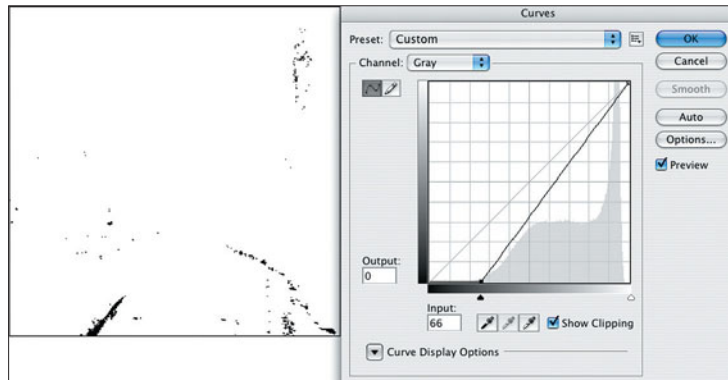 Curves
Preset: Custom
OK
Channel: Gray
Cancel
Smooth
Auto
Options...
Preview
Output:
0
Input:
66
Show Clipping
Curve Display Options